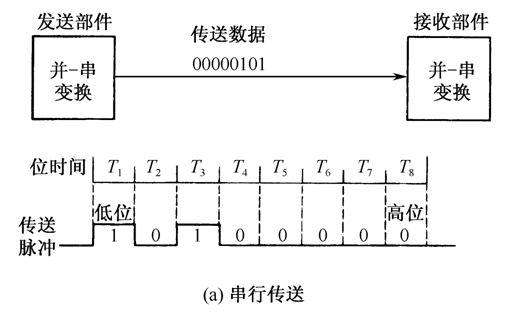 发送部件 接收部件
传送数据
并-串 00000101 并-串
变换 变换
位时间 T₁ T₂ T₃ T₄ T₅ T₆ T₇ T₈
低位 高位
传送
脉冲 1 0 1 0 0 0 0 0
(a) 串行传送